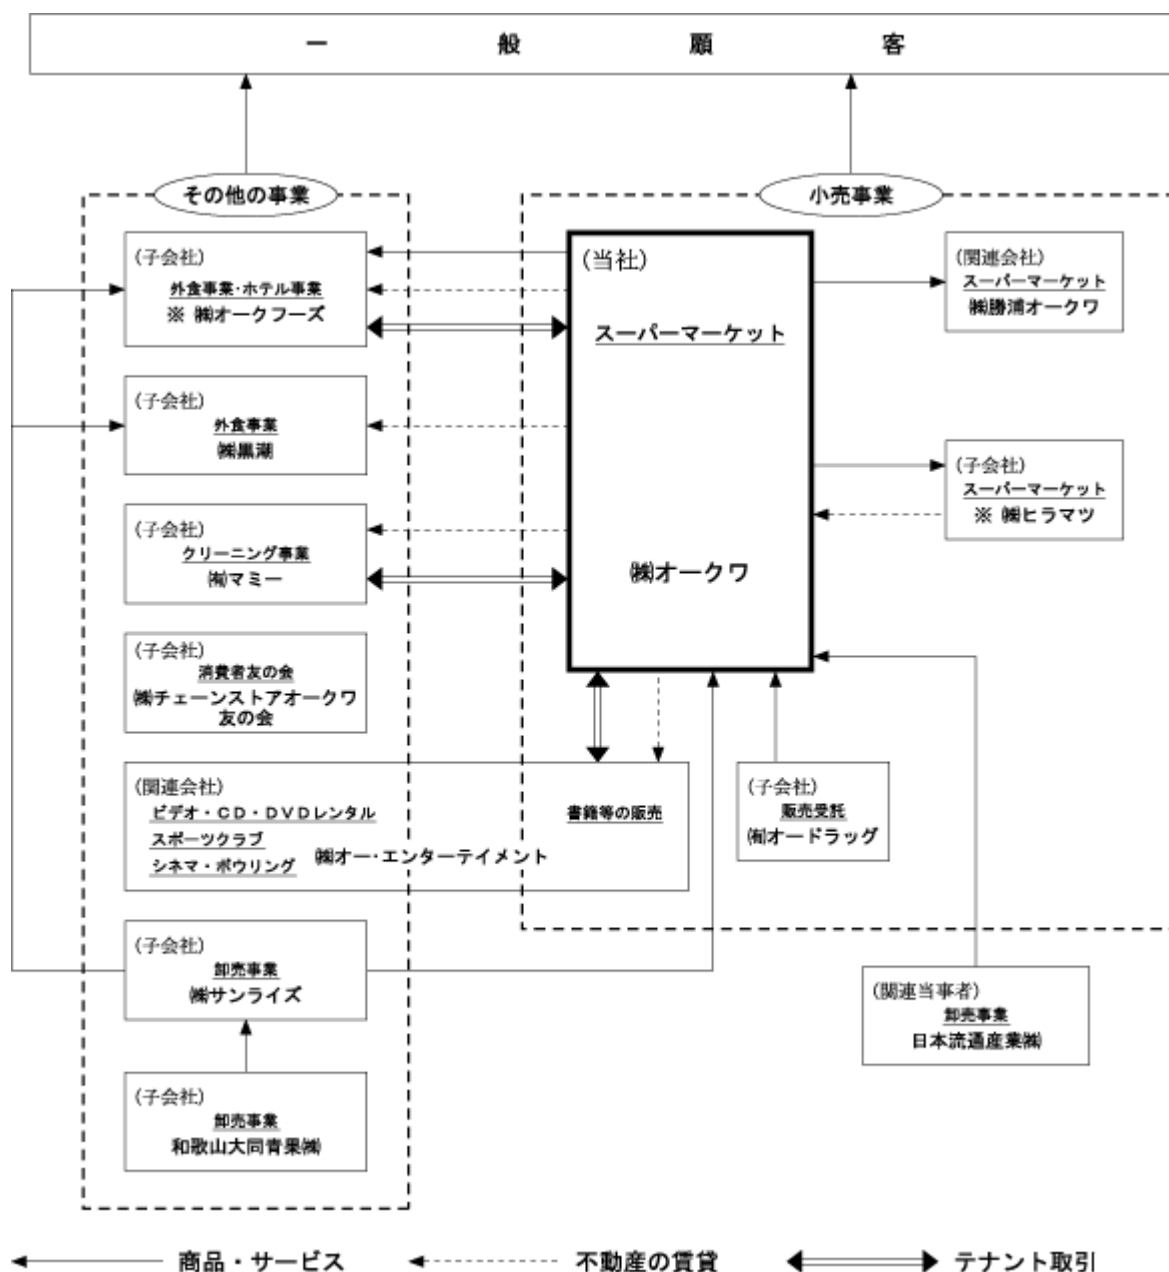 一般顧客
その他の事業
小売事業
(子会社)
外食事業・ホテル事業
※ ㈱オークフーズ
(子会社)
外食事業
㈱黒潮
(子会社)
クリーニング事業
㈲マミー
(子会社)
消費者友の会
㈱チェーンストアオークワ
友の会
(当社)
スーパーマーケット
㈱オークワ
(関連会社)
スーパーマーケット
㈱勝浦オークワ
(子会社)
スーパーマーケット
※ ㈱ヒラマツ
(関連会社)
ビデオ・ＣＤ・ＤＶＤレンタル
スポーツクラブ
シネマ・ボウリング
㈱オー・エンターテイメント
書籍等の販売
(子会社)
販売受託
㈲オードラッグ
(子会社)
卸売事業
㈱サンライズ
(関連当事者)
卸売事業
日本流通産業㈱
(子会社)
卸売事業
和歌山大同青果㈱
商品・サービス
不動産の賃貸
テナント取引